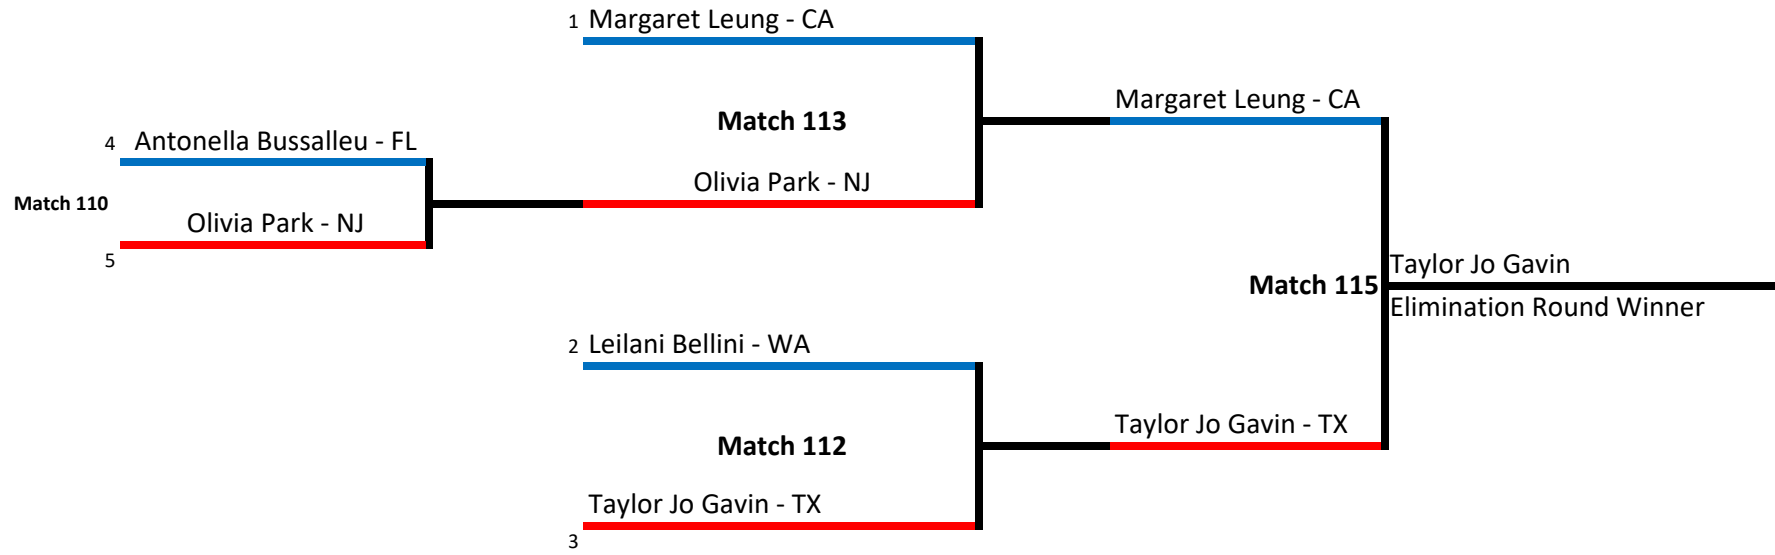 1 Margaret Leung - CA
Margaret Leung - CA
Match 113
4 Antonella Bussalleu - FL
Olivia Park - NJ
Match 110
Olivia Park - NJ
5
Taylor Jo Gavin
Match 115
Elimination Round Winner
2 Leilani Bellini - WA
Taylor Jo Gavin - TX
Match 112
Taylor Jo Gavin - TX
3